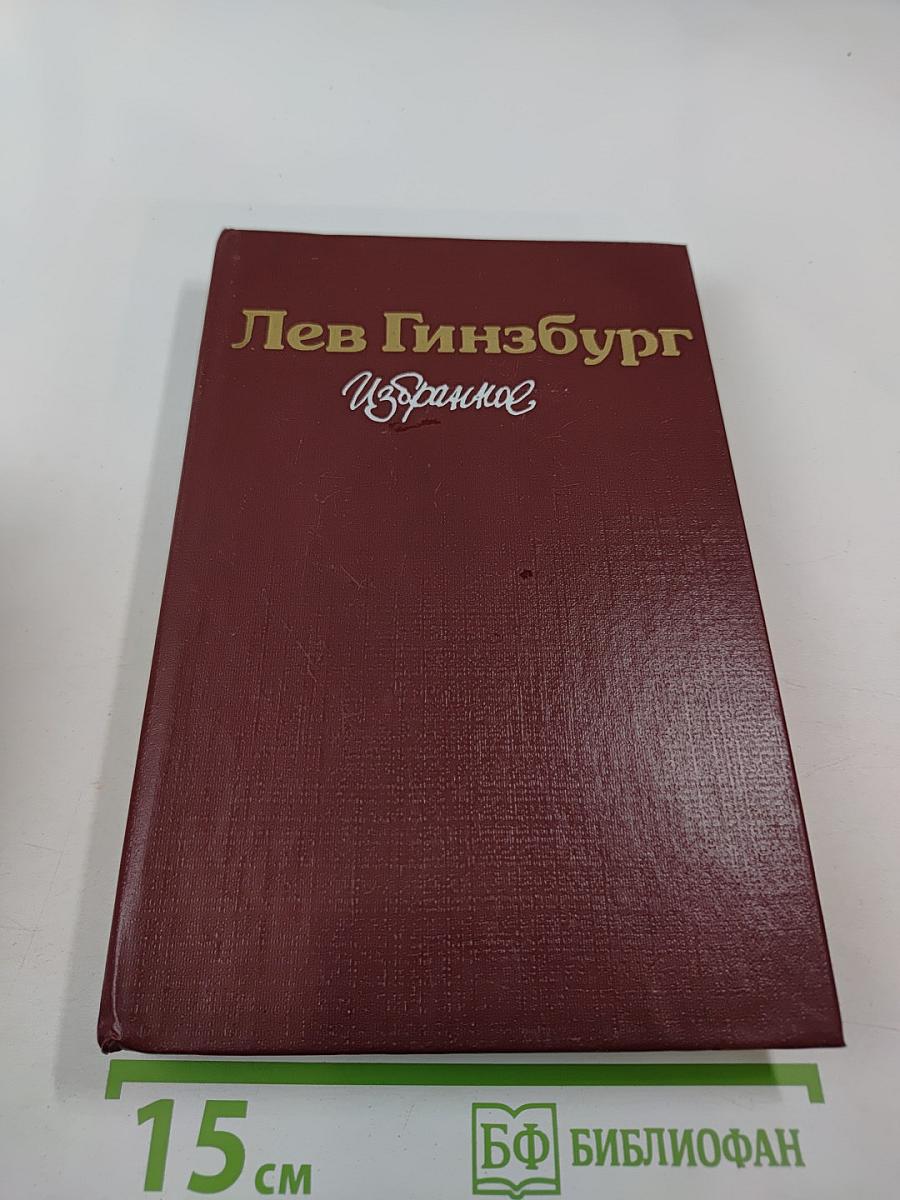 Лев Гинзбург
Избранное
15 см
БФ БИБЛИОФАН